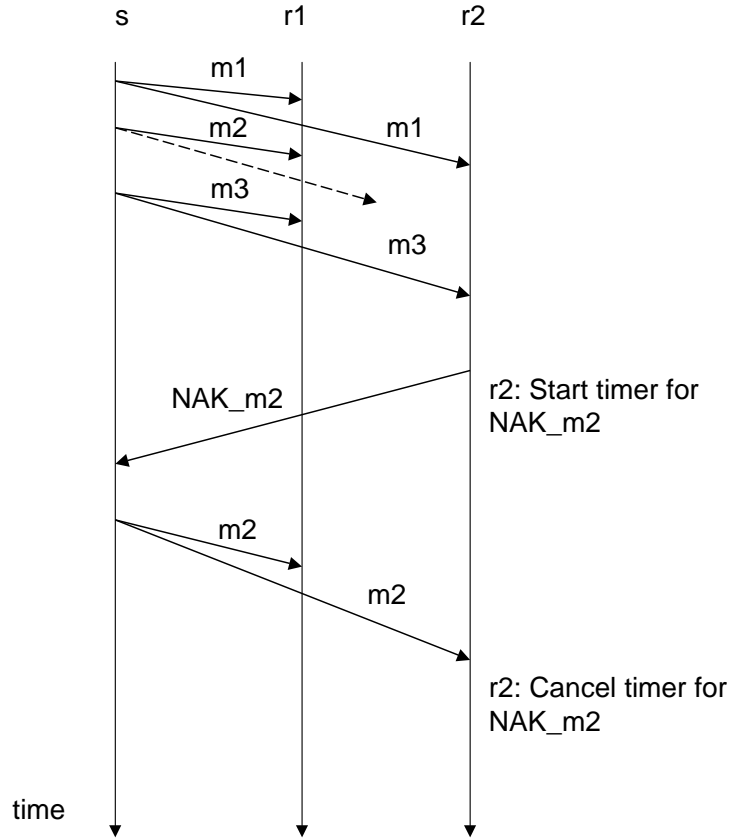 s
r1
r2
m1
m1
m2
m3
m3
r2: Start timer for
NAK_m2
NAK_m2
m2
m2
r2: Cancel timer for
NAK_m2
time